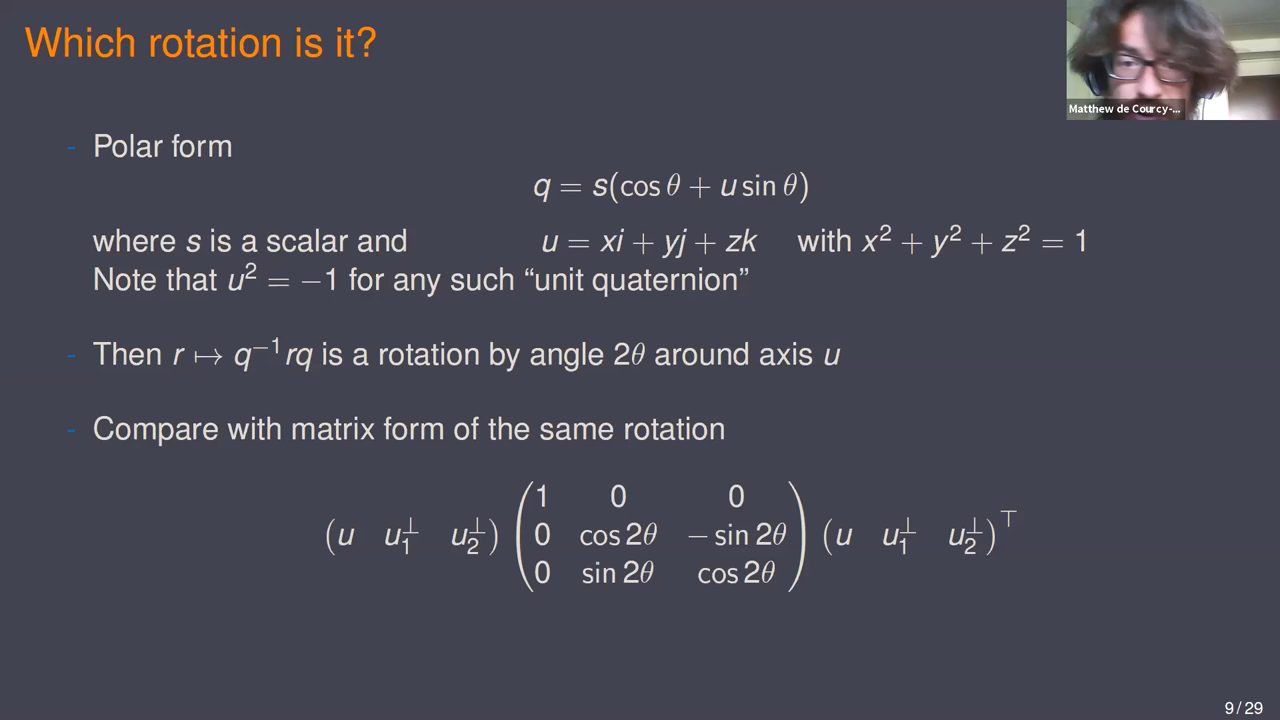 Which rotation is it?
Matthew de Courcy-...
- Polar form
q = s(cos θ + u sin θ)
where s is a scalar and u = xi + yj + zk with x² + y² + z² = 1
Note that u² = −1 for any such “unit quaternion”
- Then r ↦ q⁻¹rq is a rotation by angle 2θ around axis u
- Compare with matrix form of the same rotation
(u u₁^⊥ u₂^⊥) (1 0 0
0 cos 2θ − sin 2θ
0 sin 2θ cos 2θ) (u u₁^⊥ u₂^⊥)^⊤
9 / 29